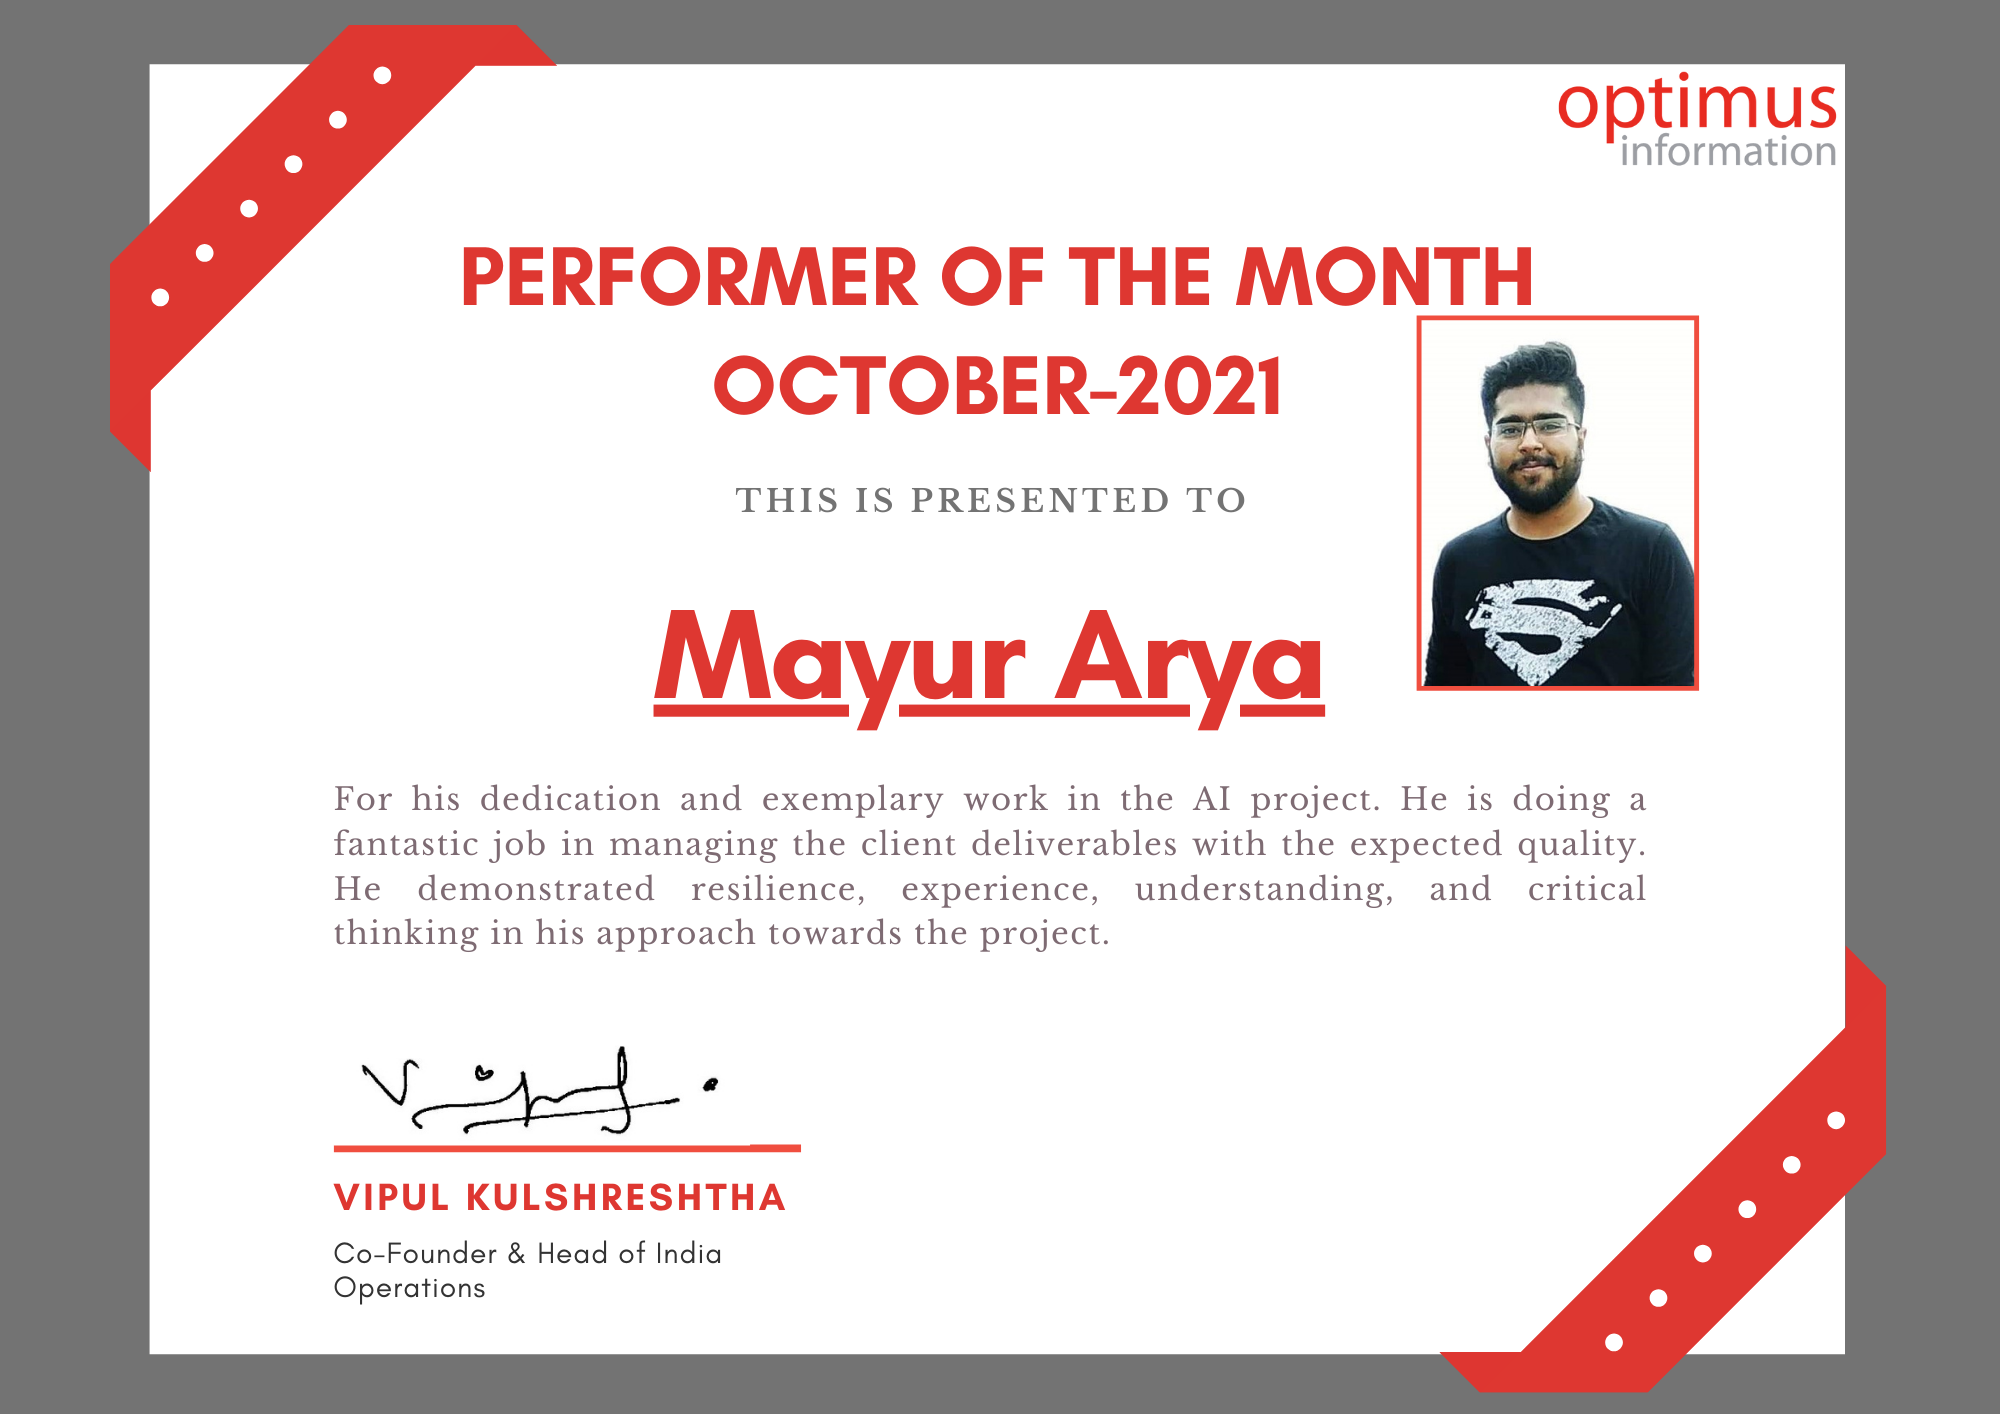 optimus
information
PERFORMER OF THE MONTH
OCTOBER-2021
THIS IS PRESENTED TO
Mayur Arya
For his dedication and exemplary work in the AI project. He is doing a
fantastic job in managing the client deliverables with the expected quality.
He demonstrated resilience, experience, understanding, and critical
thinking in his approach towards the project.
Vipul
VIPUL KULSHRESHTHA
Co-Founder & Head of India
Operations